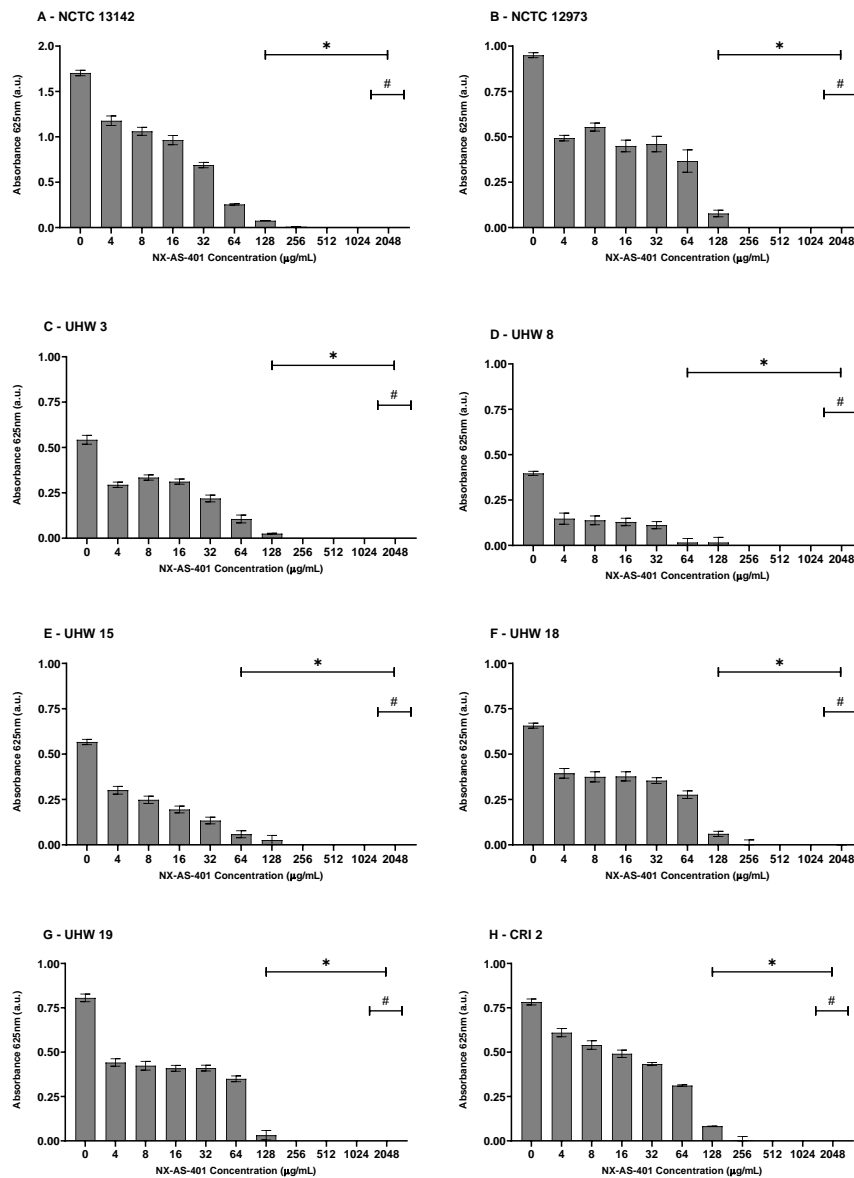 A - NCTC 13142
2.0
1.5
1.0
0.5
0.0
Absorbance 625nm (a.u.)
*
#
0 4 8 16 32 64 128 256 512 1024 2048
NX-AS-401 Concentration (μg/mL)
B - NCTC 12973
1.00
0.75
0.50
0.25
0.00
Absorbance 625nm (a.u.)
*
#
0 4 8 16 32 64 128 256 512 1024 2048
NX-AS-401 Concentration (μg/mL)
C - UHW 3
1.00
0.75
0.50
0.25
0.00
Absorbance 625nm (a.u.)
*
#
0 4 8 16 32 64 128 256 512 1024 2048
NX-AS-401 Concentration (μg/mL)
D - UHW 8
1.00
0.75
0.50
0.25
0.00
Absorbance 625nm (a.u.)
*
#
0 4 8 16 32 64 128 256 512 1024 2048
NX-AS-401 Concentration (μg/mL)
E - UHW 15
1.00
0.75
0.50
0.25
0.00
Absorbance 625nm (a.u.)
*
#
0 4 8 16 32 64 128 256 512 1024 2048
NX-AS-401 Concentration (μg/mL)
F - UHW 18
1.00
0.75
0.50
0.25
0.00
Absorbance 625nm (a.u.)
*
#
0 4 8 16 32 64 128 256 512 1024 2048
NX-AS-401 Concentration (μg/mL)
G - UHW 19
1.00
0.75
0.50
0.25
0.00
Absorbance 625nm (a.u.)
*
#
0 4 8 16 32 64 128 256 512 1024 2048
NX-AS-401 Concentration (μg/mL)
H - CRI 2
1.00
0.75
0.50
0.25
0.00
Absorbance 625nm (a.u.)
*
#
0 4 8 16 32 64 128 256 512 1024 2048
NX-AS-401 Concentration (μg/mL)